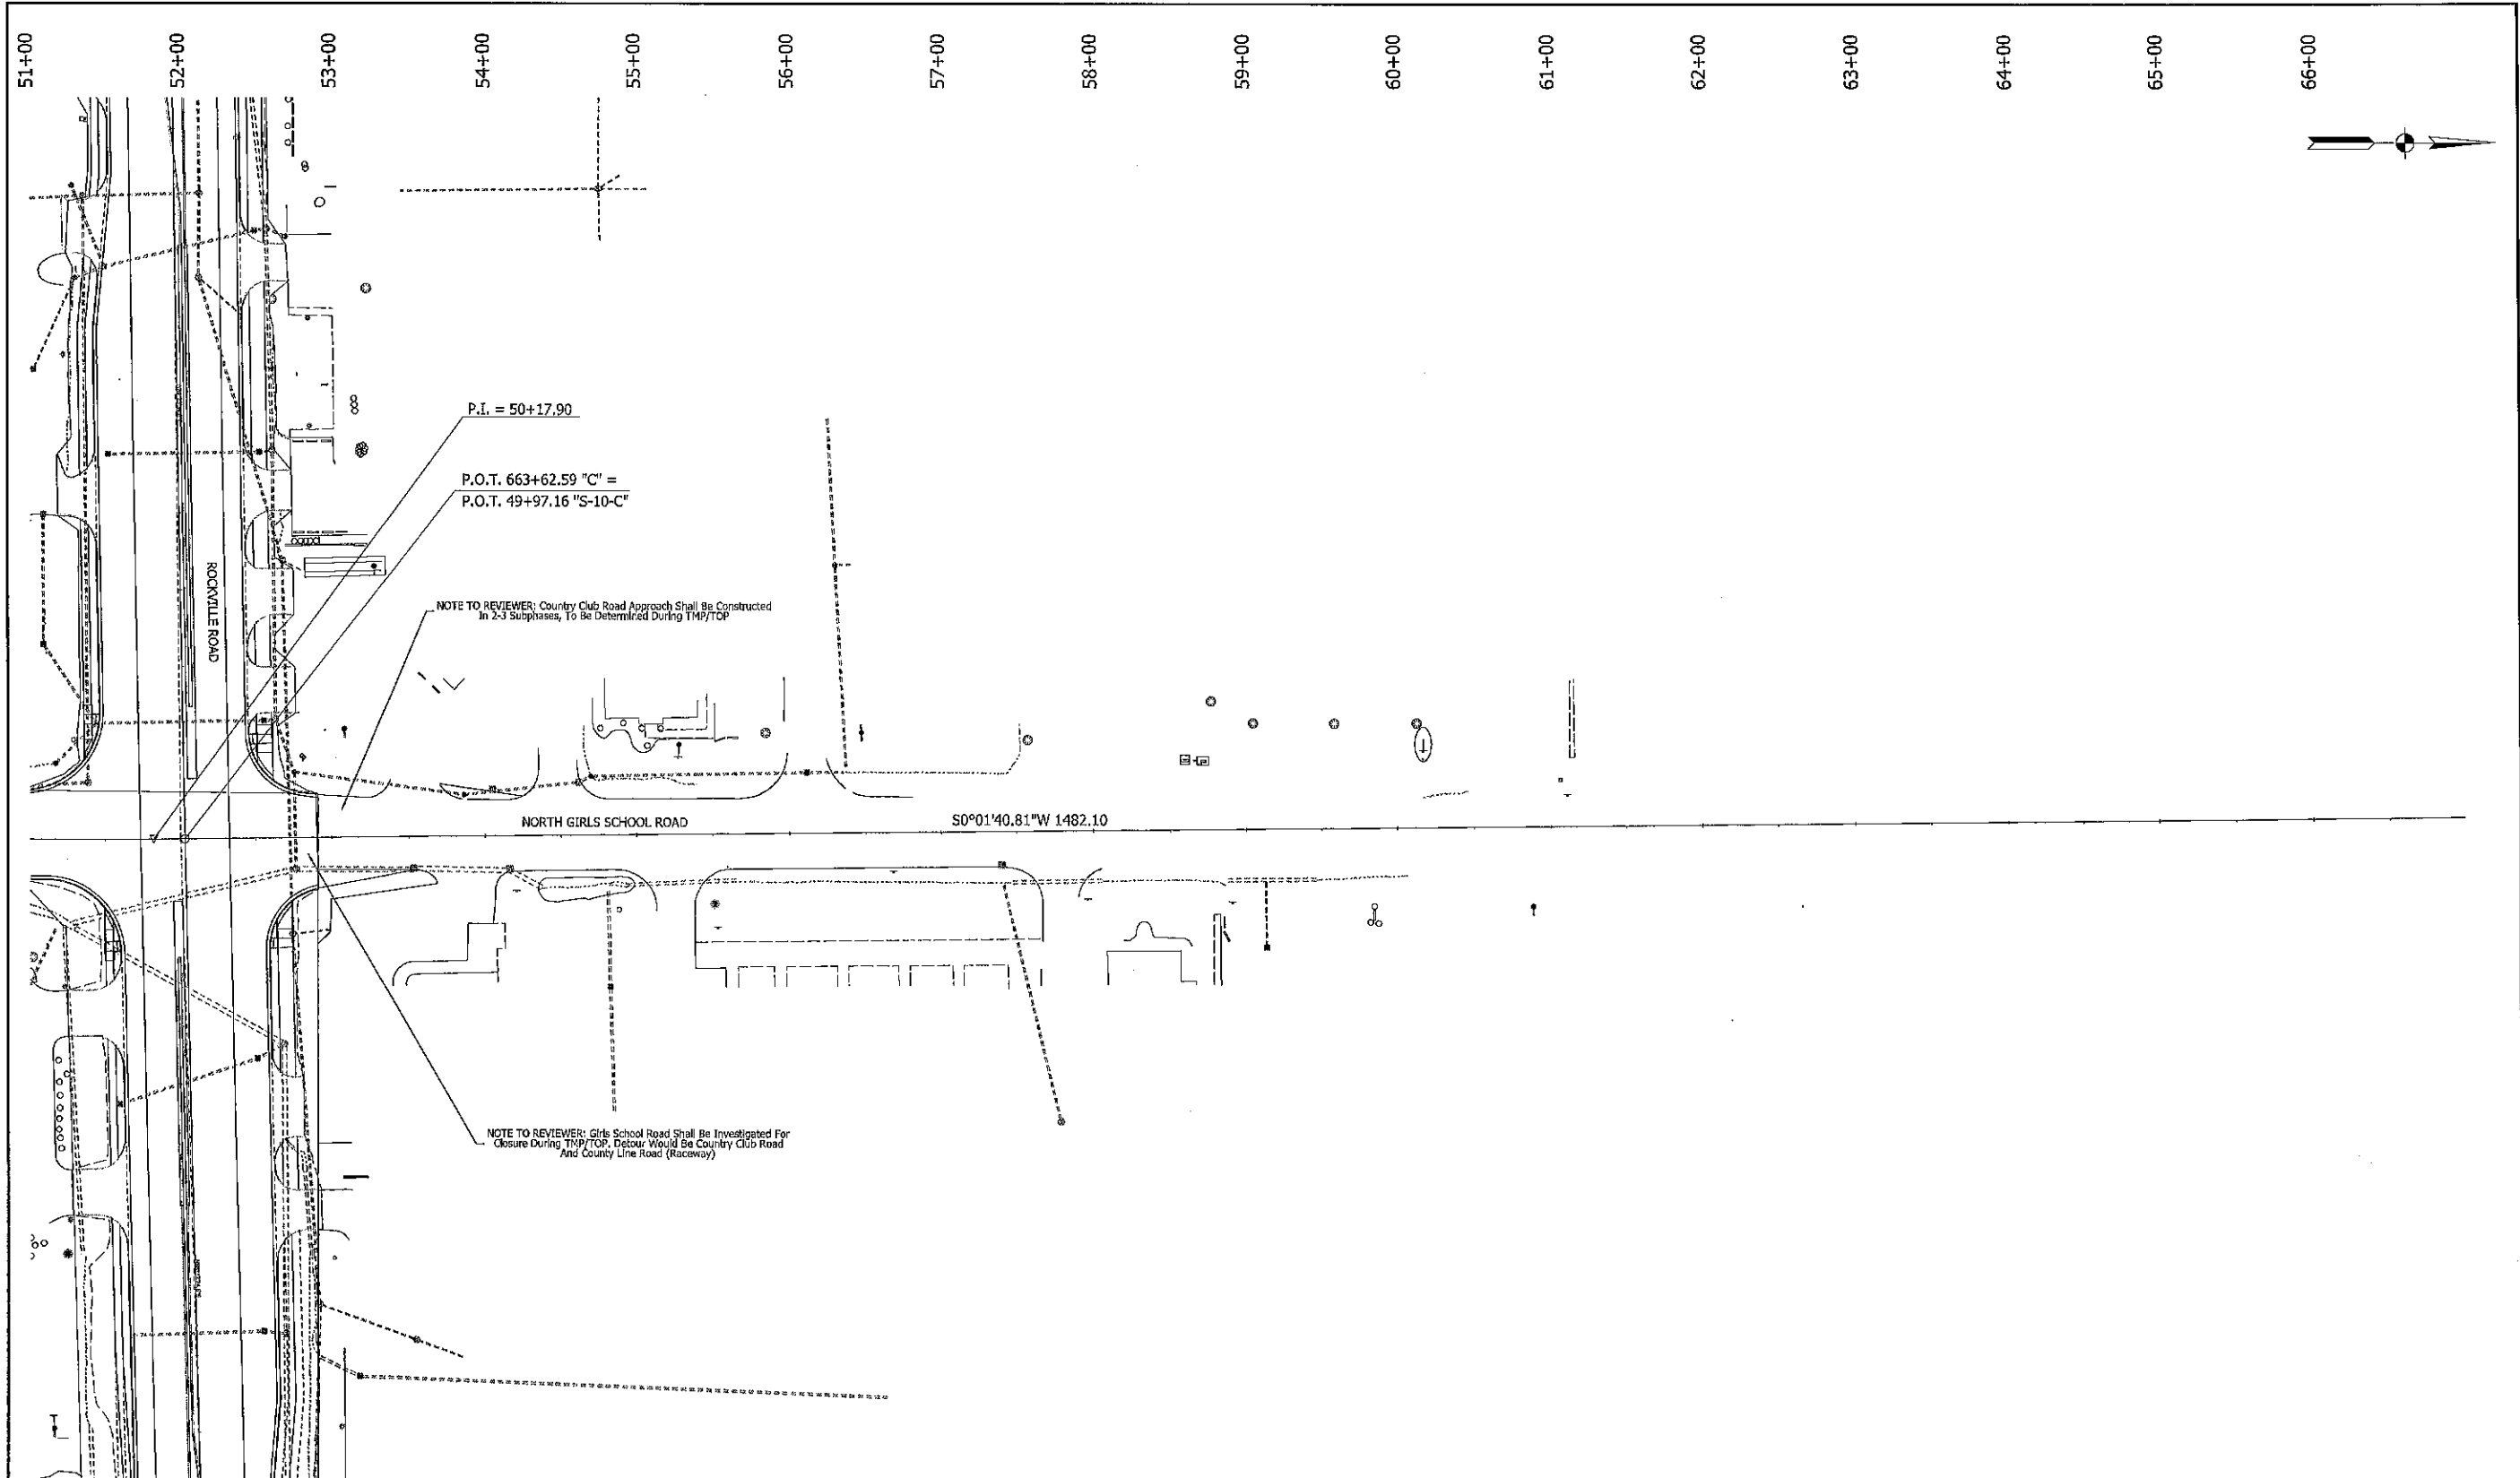 51+00
52+00
53+00
54+00
55+00
56+00
57+00
58+00
59+00
60+00
61+00
62+00
63+00
64+00
65+00
66+00
P.I. = 50+17.90
P.O.T. 663+62.59 "C" =
P.O.T. 49+97.16 "S-10-C"
ROCKVILLE ROAD
NOTE TO REVIEWER: Country Club Road Approach Shall Be Constructed
In 2-3 Subphases, To Be Determined During TMP/TOP
NORTH GIRLS SCHOOL ROAD
S0°01'40.81"W 1482.10
NOTE TO REVIEWER: Girls School Road Shall Be Investigated For
Closure During TMP/TOP. Detour Would Be Country Club Road
And County Line Road (Raceway)